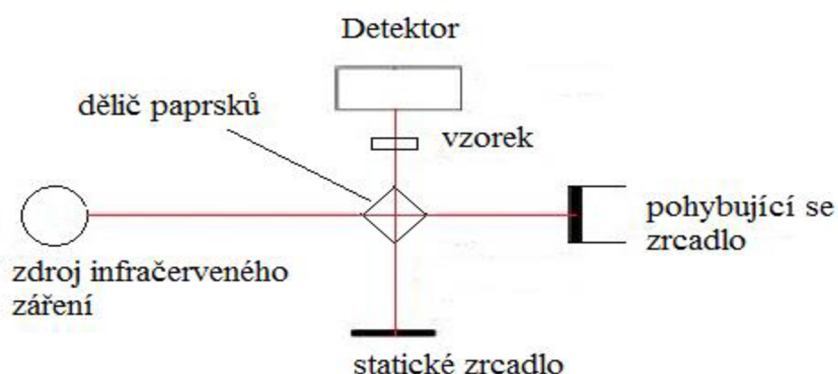 Detektor
dělič paprsků
vzorek
pohybující se
zrcadlo
zdroj infračerveného
záření
statické zrcadlo